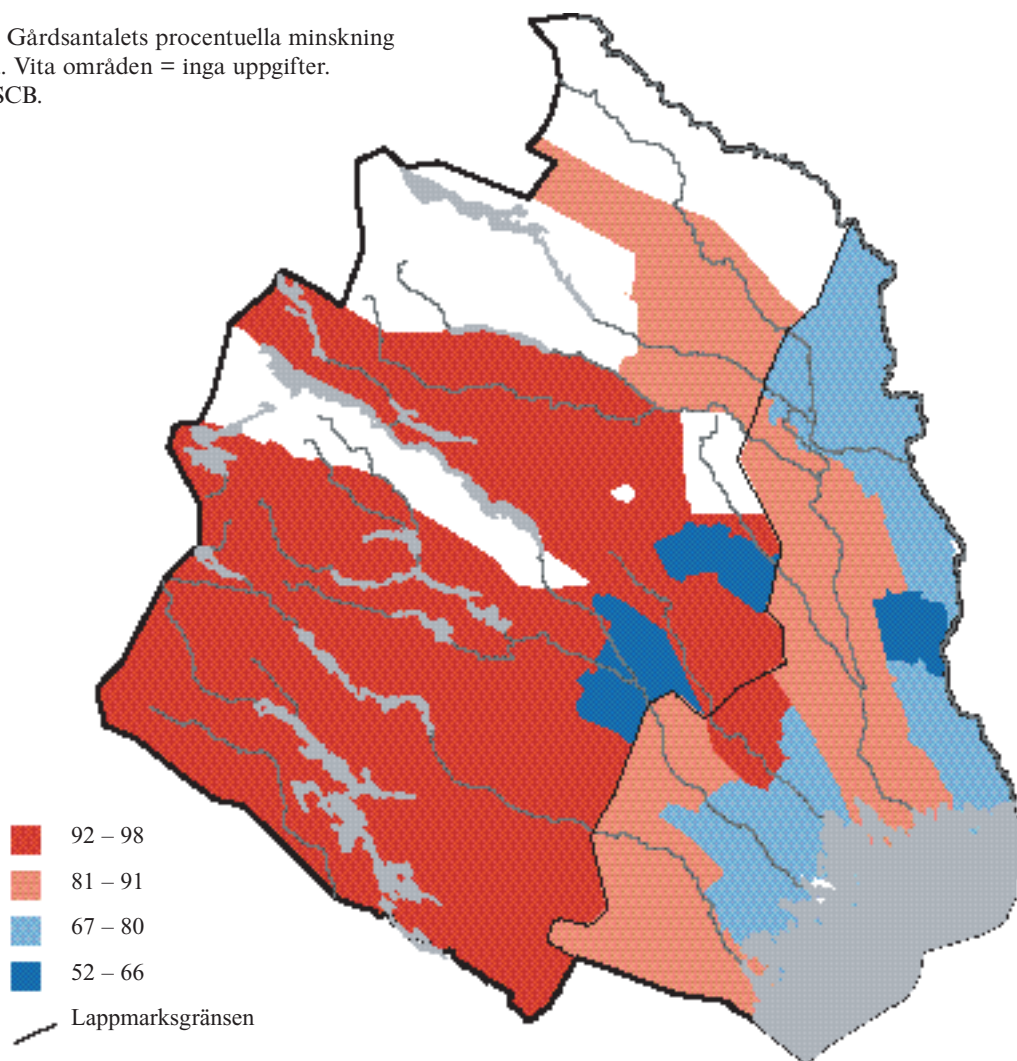 Gårdsantalets procentuella minskning
. Vita områden = inga uppgifter.
SCB.
92 – 98
81 – 91
67 – 80
52 – 66
Lappmarksgränsen